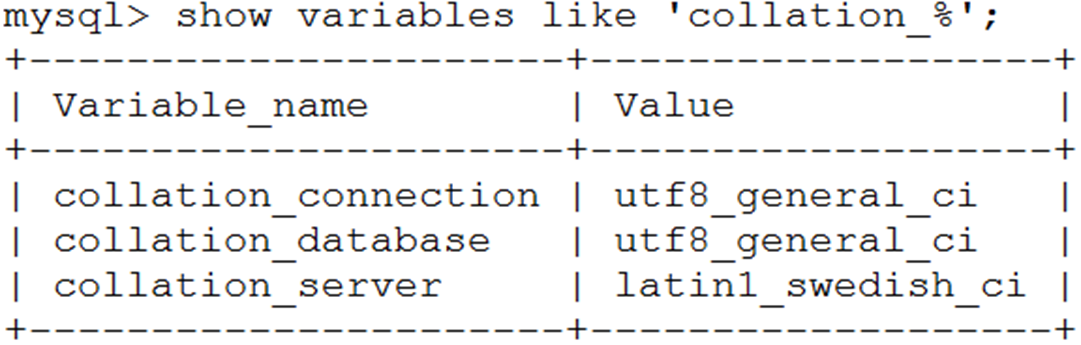 mysql> show variables like 'collation_%';
+----------------------+-------------------+
| Variable_name        | Value             |
+----------------------+-------------------+
| collation_connection | utf8_general_ci   |
| collation_database   | utf8_general_ci   |
| collation_server     | latin1_swedish_ci |
+----------------------+-------------------+